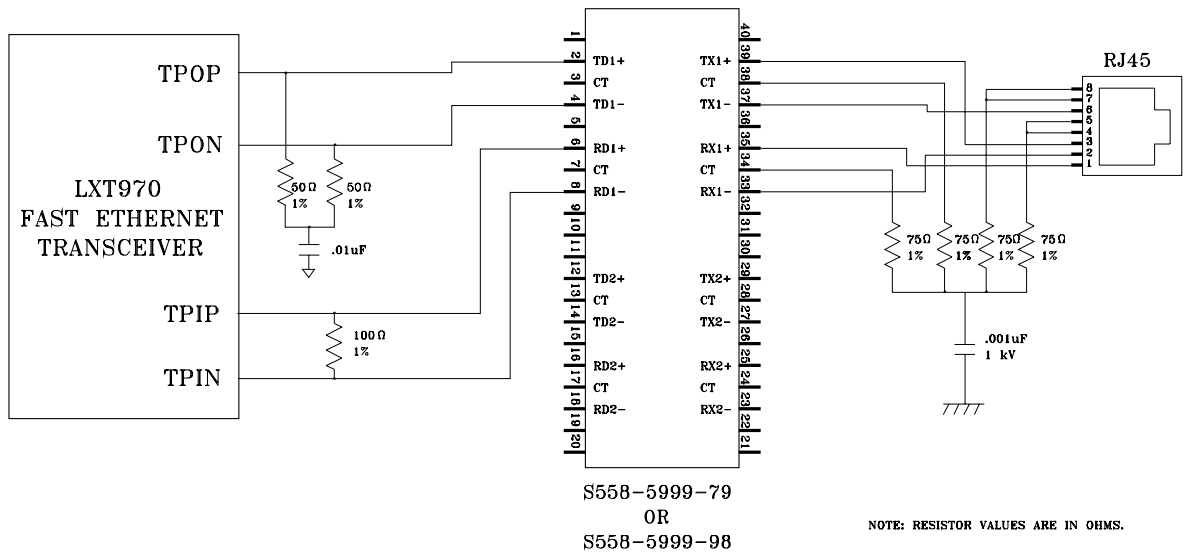 TPOP
TPON
LXT970
FAST ETHERNET
TRANSCEIVER
TPIP
TPIN
50Ω
1%
50Ω
1%
.01uF
100Ω
1%
1
2
3
4
5
6
7
8
9
10
11
12
13
14
15
16
17
18
19
20
TD1+
CT
TD1-
RD1+
CT
RD1-
TD2+
CT
TD2-
RD2+
CT
RD2-
TX1+
CT
TX1-
RX1+
CT
RX1-
TX2+
CT
TX2-
RX2+
CT
RX2-
40
39
38
37
36
35
34
33
32
31
30
29
28
27
26
25
24
23
22
21
S558-5999-79
OR
S558-5999-98
RJ45
8
7
6
5
4
3
2
1
75Ω
1%
75Ω
1%
75Ω
1%
75Ω
1%
.001uF
1 kV
NOTE: RESISTOR VALUES ARE IN OHMS.